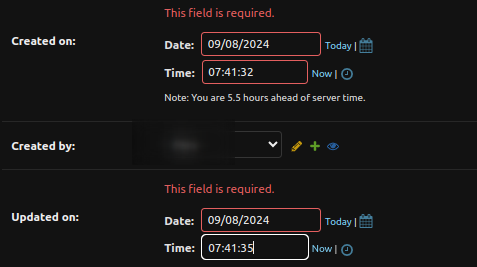 This field is required.
Created on:
Date: 09/08/2024 Today |
Time: 07:41:32 Now |
Note: You are 5.5 hours ahead of server time.
Created by:
This field is required.
Updated on:
Date: 09/08/2024 Today |
Time: 07:41:35 Now |